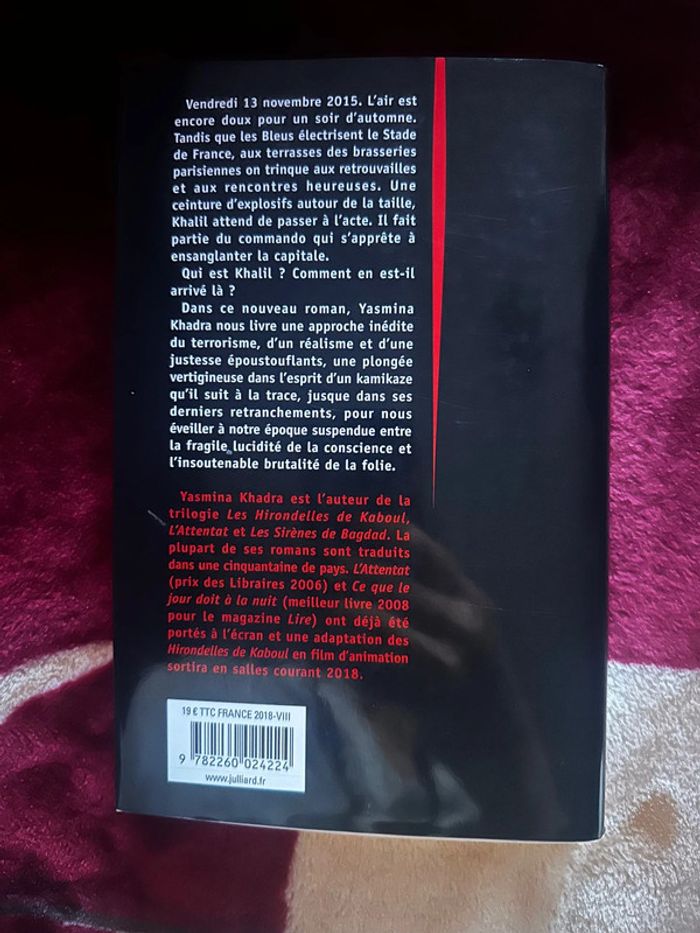 Vendredi 13 novembre 2015. L'air est
encore doux pour un soir d'automne.
Tandis que les Bleus électrisent le Stade
de France, aux terrasses des brasseries
parisiennes on trinque aux retrouvailles
et aux rencontres heureuses. Une
ceinture d'explosifs autour de la taille,
Khalil attend de passer à l'acte. Il fait
partie du commando qui s'apprête à
ensanglanter la capitale.
Qui est Khalil ? Comment en est-il
arrivé là ?
Dans ce nouveau roman, Yasmina
Khadra nous livre une approche inédite
du terrorisme, d'un réalisme et d'une
justesse époustouflants, une plongée
vertigineuse dans l'esprit d'un kamikaze
qu'il suit à la trace, jusque dans ses
derniers retranchements, pour nous
éveiller à notre époque suspendue entre
la fragile lucidité de la conscience et
l'insoutenable brutalité de la folie.
Yasmina Khadra est l'auteur de la
trilogie Les Hirondelles de Kaboul,
L'Attentat et Les Sirènes de Bagdad. La
plupart de ses romans sont traduits
dans une cinquantaine de pays. L'Attentat
(prix des Libraires 2006) et Ce que le
jour doit à la nuit (meilleur livre 2008
pour le magazine Lire) ont déjà été
portés à l'écran et une adaptation des
Hirondelles de Kaboul en film d'animation
sortira en salles courant 2018.
19 € TTC FRANCE 2018-VIII
9 782260 024224
www.julliard.fr